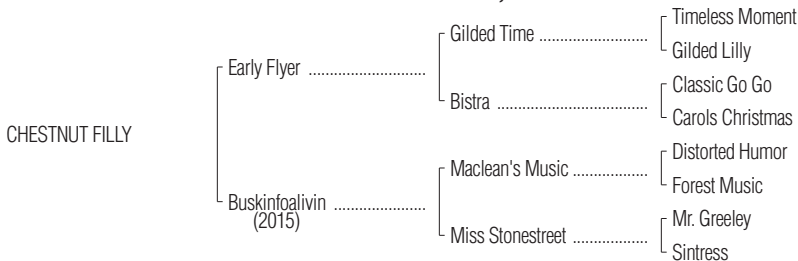 Timeless Moment
Gilded Time ..............................
Gilded Lilly
Early Flyer ................................
Classic Go Go
Bistra .........................................
Carols Christmas
CHESTNUT FILLY
Distorted Humor
Maclean's Music .....................
Forest Music
Buskinfoalivin .........................
(2015)
Mr. Greeley
Miss Stonestreet ....................
Sintress